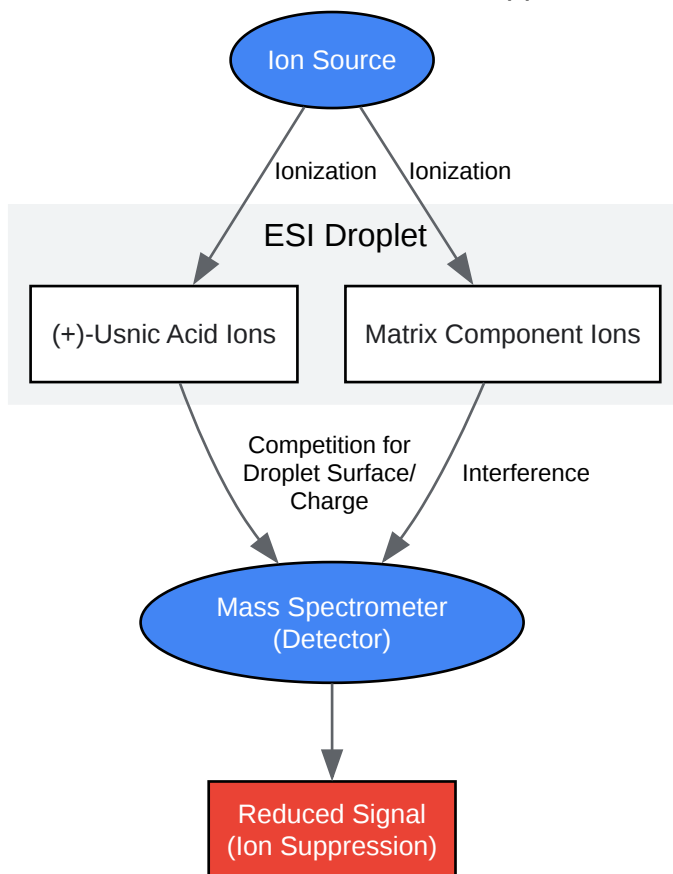 Ion Source
Ionization
Ionization
ESI Droplet
(+)-Usnic Acid Ions
Matrix Component Ions
Competition for
Droplet Surface/
Charge
Interference
Mass Spectrometer
(Detector)
Reduced Signal
(Ion Suppression)